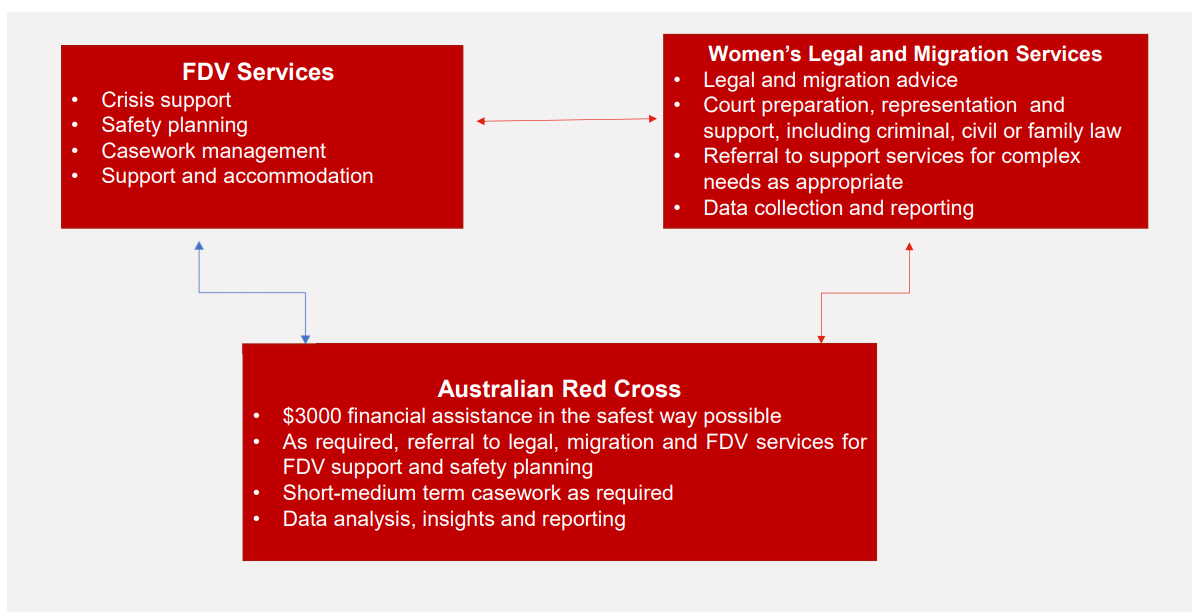 FDV Services
• Crisis support
• Safety planning
• Casework management
• Support and accommodation
Women’s Legal and Migration Services
• Legal and migration advice
• Court preparation, representation and
support, including criminal, civil or family law
• Referral to support services for complex
needs as appropriate
• Data collection and reporting
Australian Red Cross
• $3000 financial assistance in the safest way possible
• As required, referral to legal, migration and FDV services for
FDV support and safety planning
• Short-medium term casework as required
• Data analysis, insights and reporting